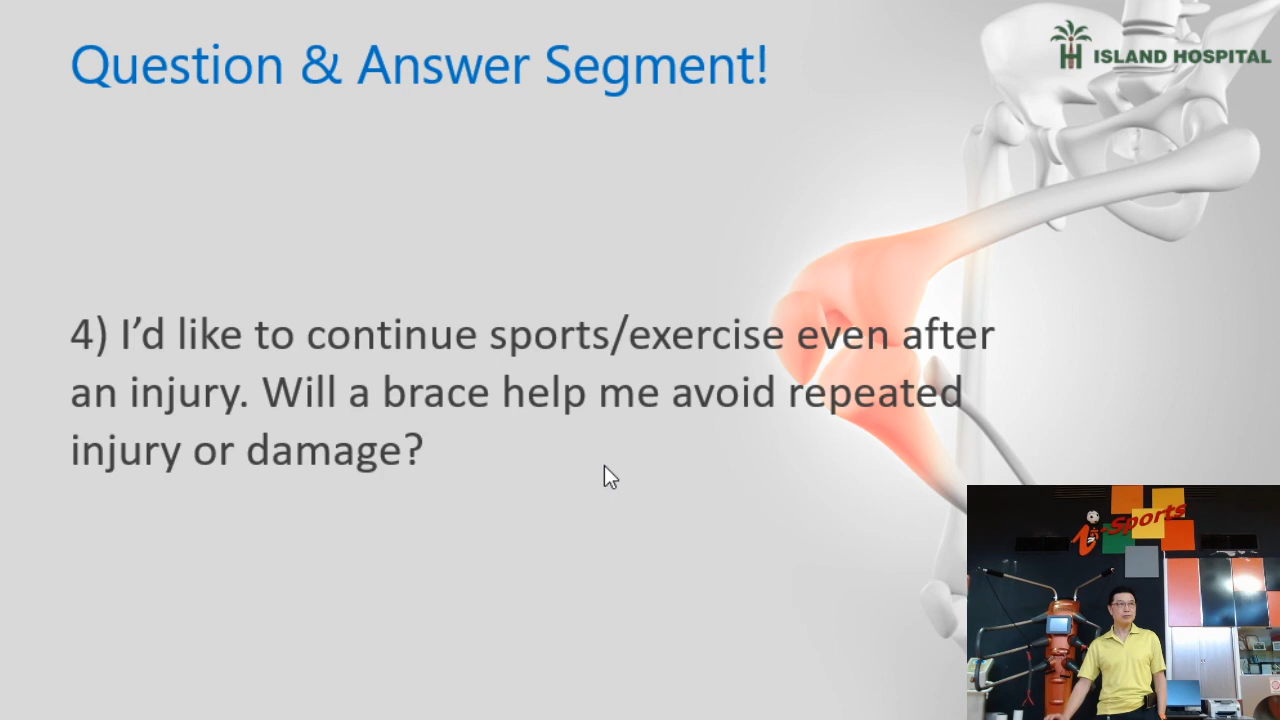 Question & Answer Segment!
ISLAND HOSPITAL
4) I’d like to continue sports/exercise even after
an injury. Will a brace help me avoid repeated
injury or damage?
i-Sports